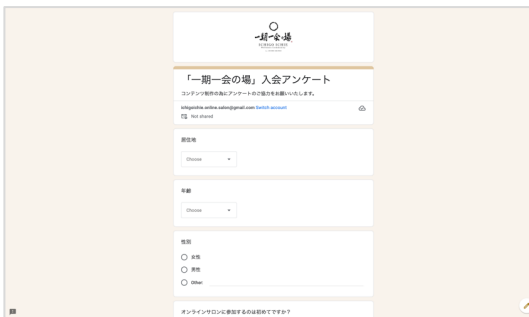 一期一会の場
「一期一会の場」入会アンケート
コンテンツ制作の為にアンケートのご協力をお願いいたします。
Switch account
Not shared
居住地
Choose
年齢
Choose
性別
女性
男性
Other:
オンラインサロンに参加するのは初めてですか？